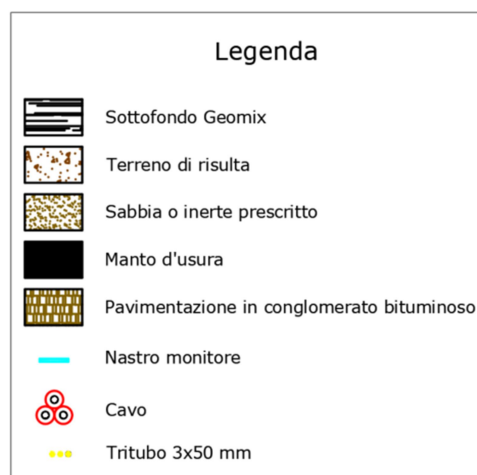 Legenda
Sottofondo Geomix
Terreno di risulta
Sabbia o inerte prescritto
Manto d'usura
Pavimentazione in conglomerato bituminoso
Nastro monitore
Cavo
Tritubo 3x50 mm